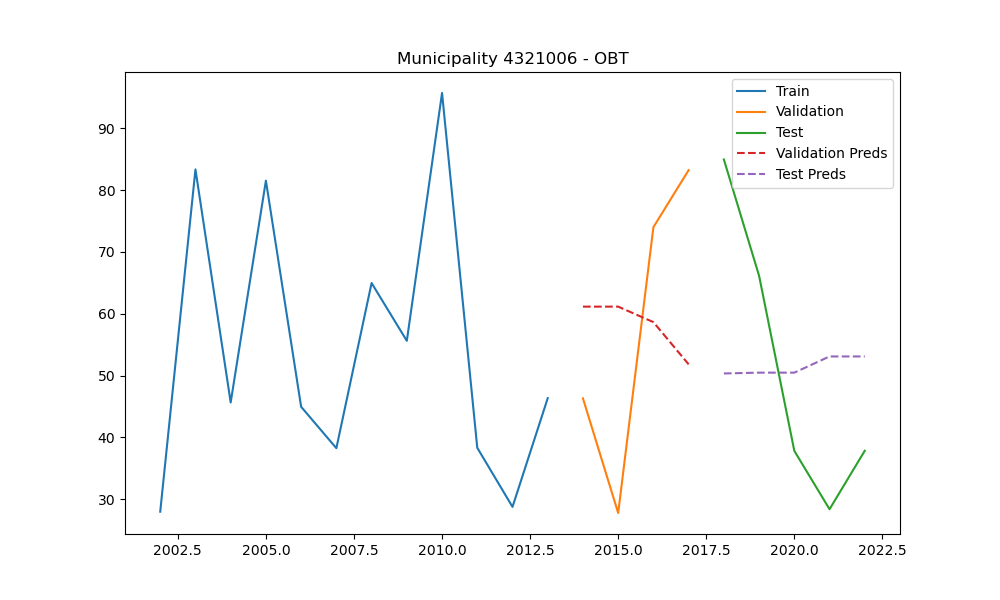 Municipality 4321006 - OBT
Train
Validation
Test
Validation Preds
Test Preds
90
80
70
60
50
40
30
2002.5 2005.0 2007.5 2010.0 2012.5 2015.0 2017.5 2020.0 2022.5